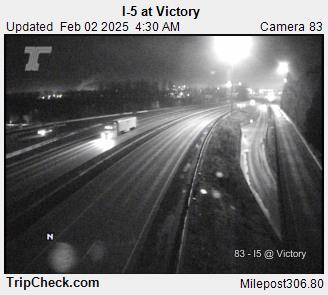 I-5 at Victory
Updated Feb 02 2025 4:30 AM Camera 83
T
N
83 - I5 @ Victory
TripCheck.com Milepost306.80